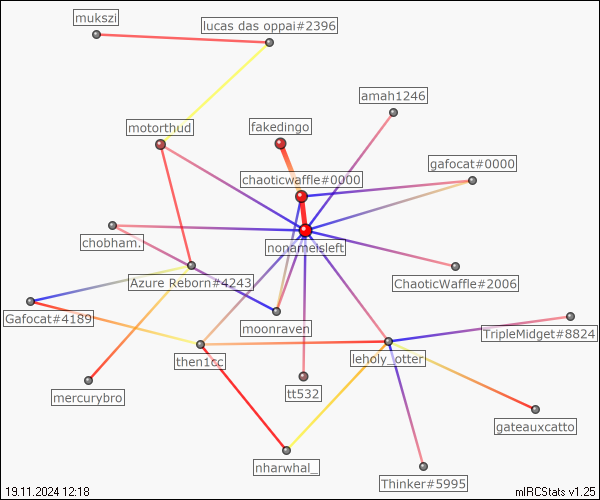 mukszi
lucas das oppai#2396
amah1246
motorthud
fakedingo
gafocat#0000
chaoticwaffle#0000
chobham.
nonameisleft
Azure Reborn#4243
ChaoticWaffle#2006
Gafocat#4189
moonraven
TripleMidget#8824
then1cc
leholy_otter
mercurybro
tt532
gateauxcatto
nharwhal_
Thinker#5995
19.11.2024 12:18
mIRCStats v1.25